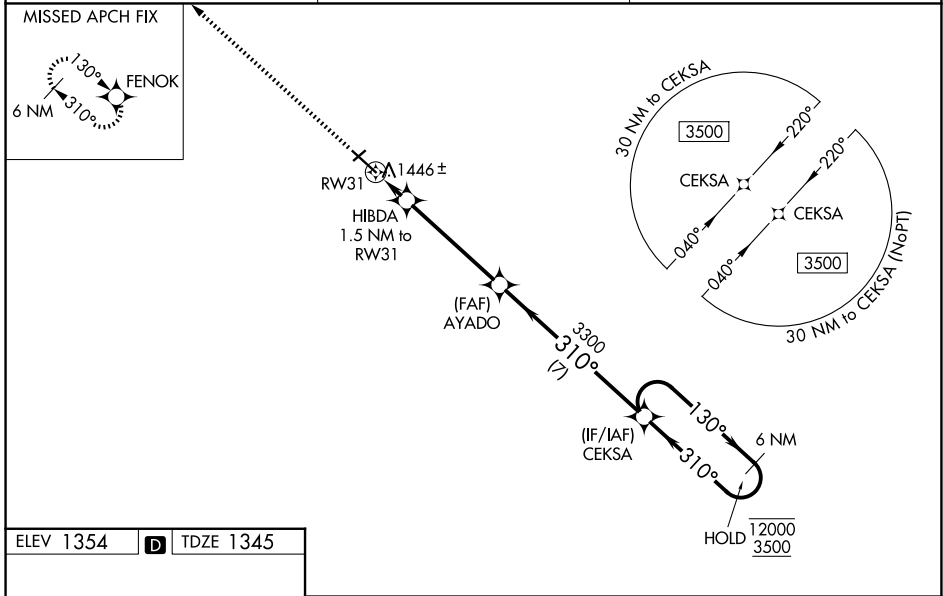 MISSED APCH FIX
130°
FENOK
6 NM
310°
RW31
1446 ±
HIBDA
1.5 NM to
RW31
(FAF)
AYADO
3300
310°
(7)
(IF/IAF)
CEKSA
130°
6 NM
310°
HOLD
12000
3500
30 NM to CEKSA
3500
220°
CEKSA
040°
220°
CEKSA
040°
3500
30 NM to CEKSA (NoPT)
ELEV 1354
D
TDZE 1345